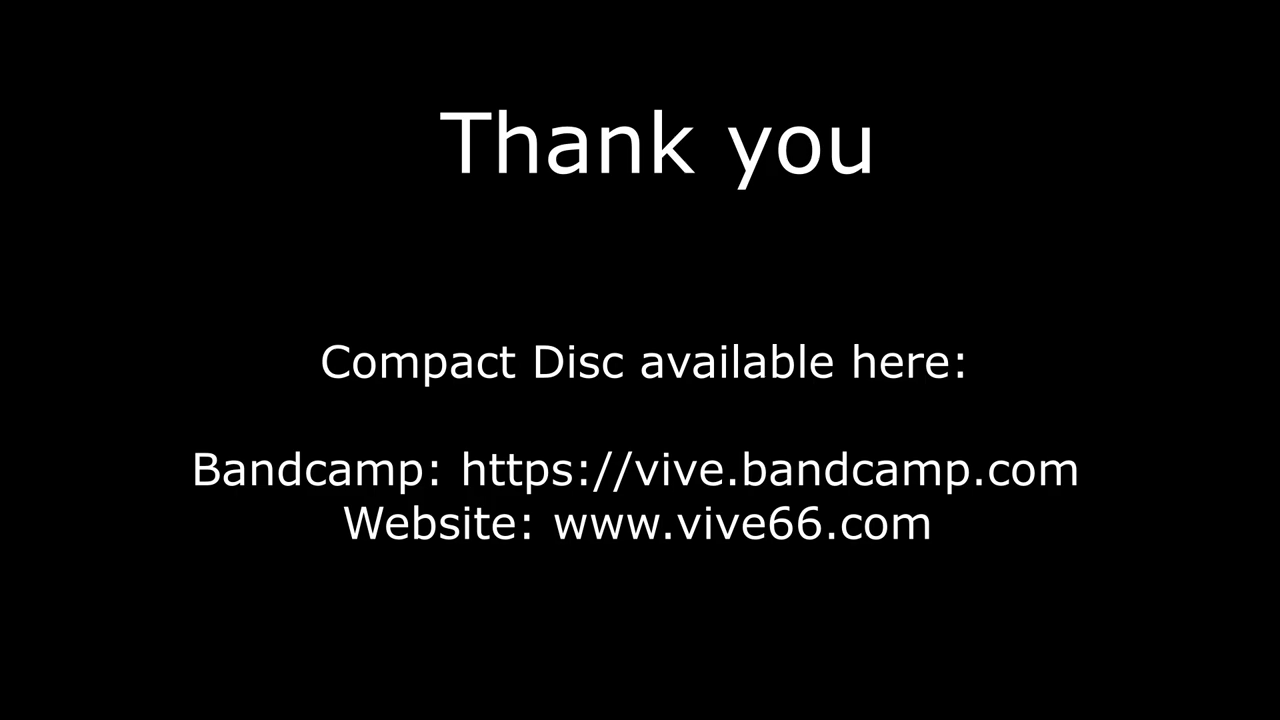 Thank you
Compact Disc available here:
Bandcamp: https://vive.bandcamp.com
Website: www.vive66.com